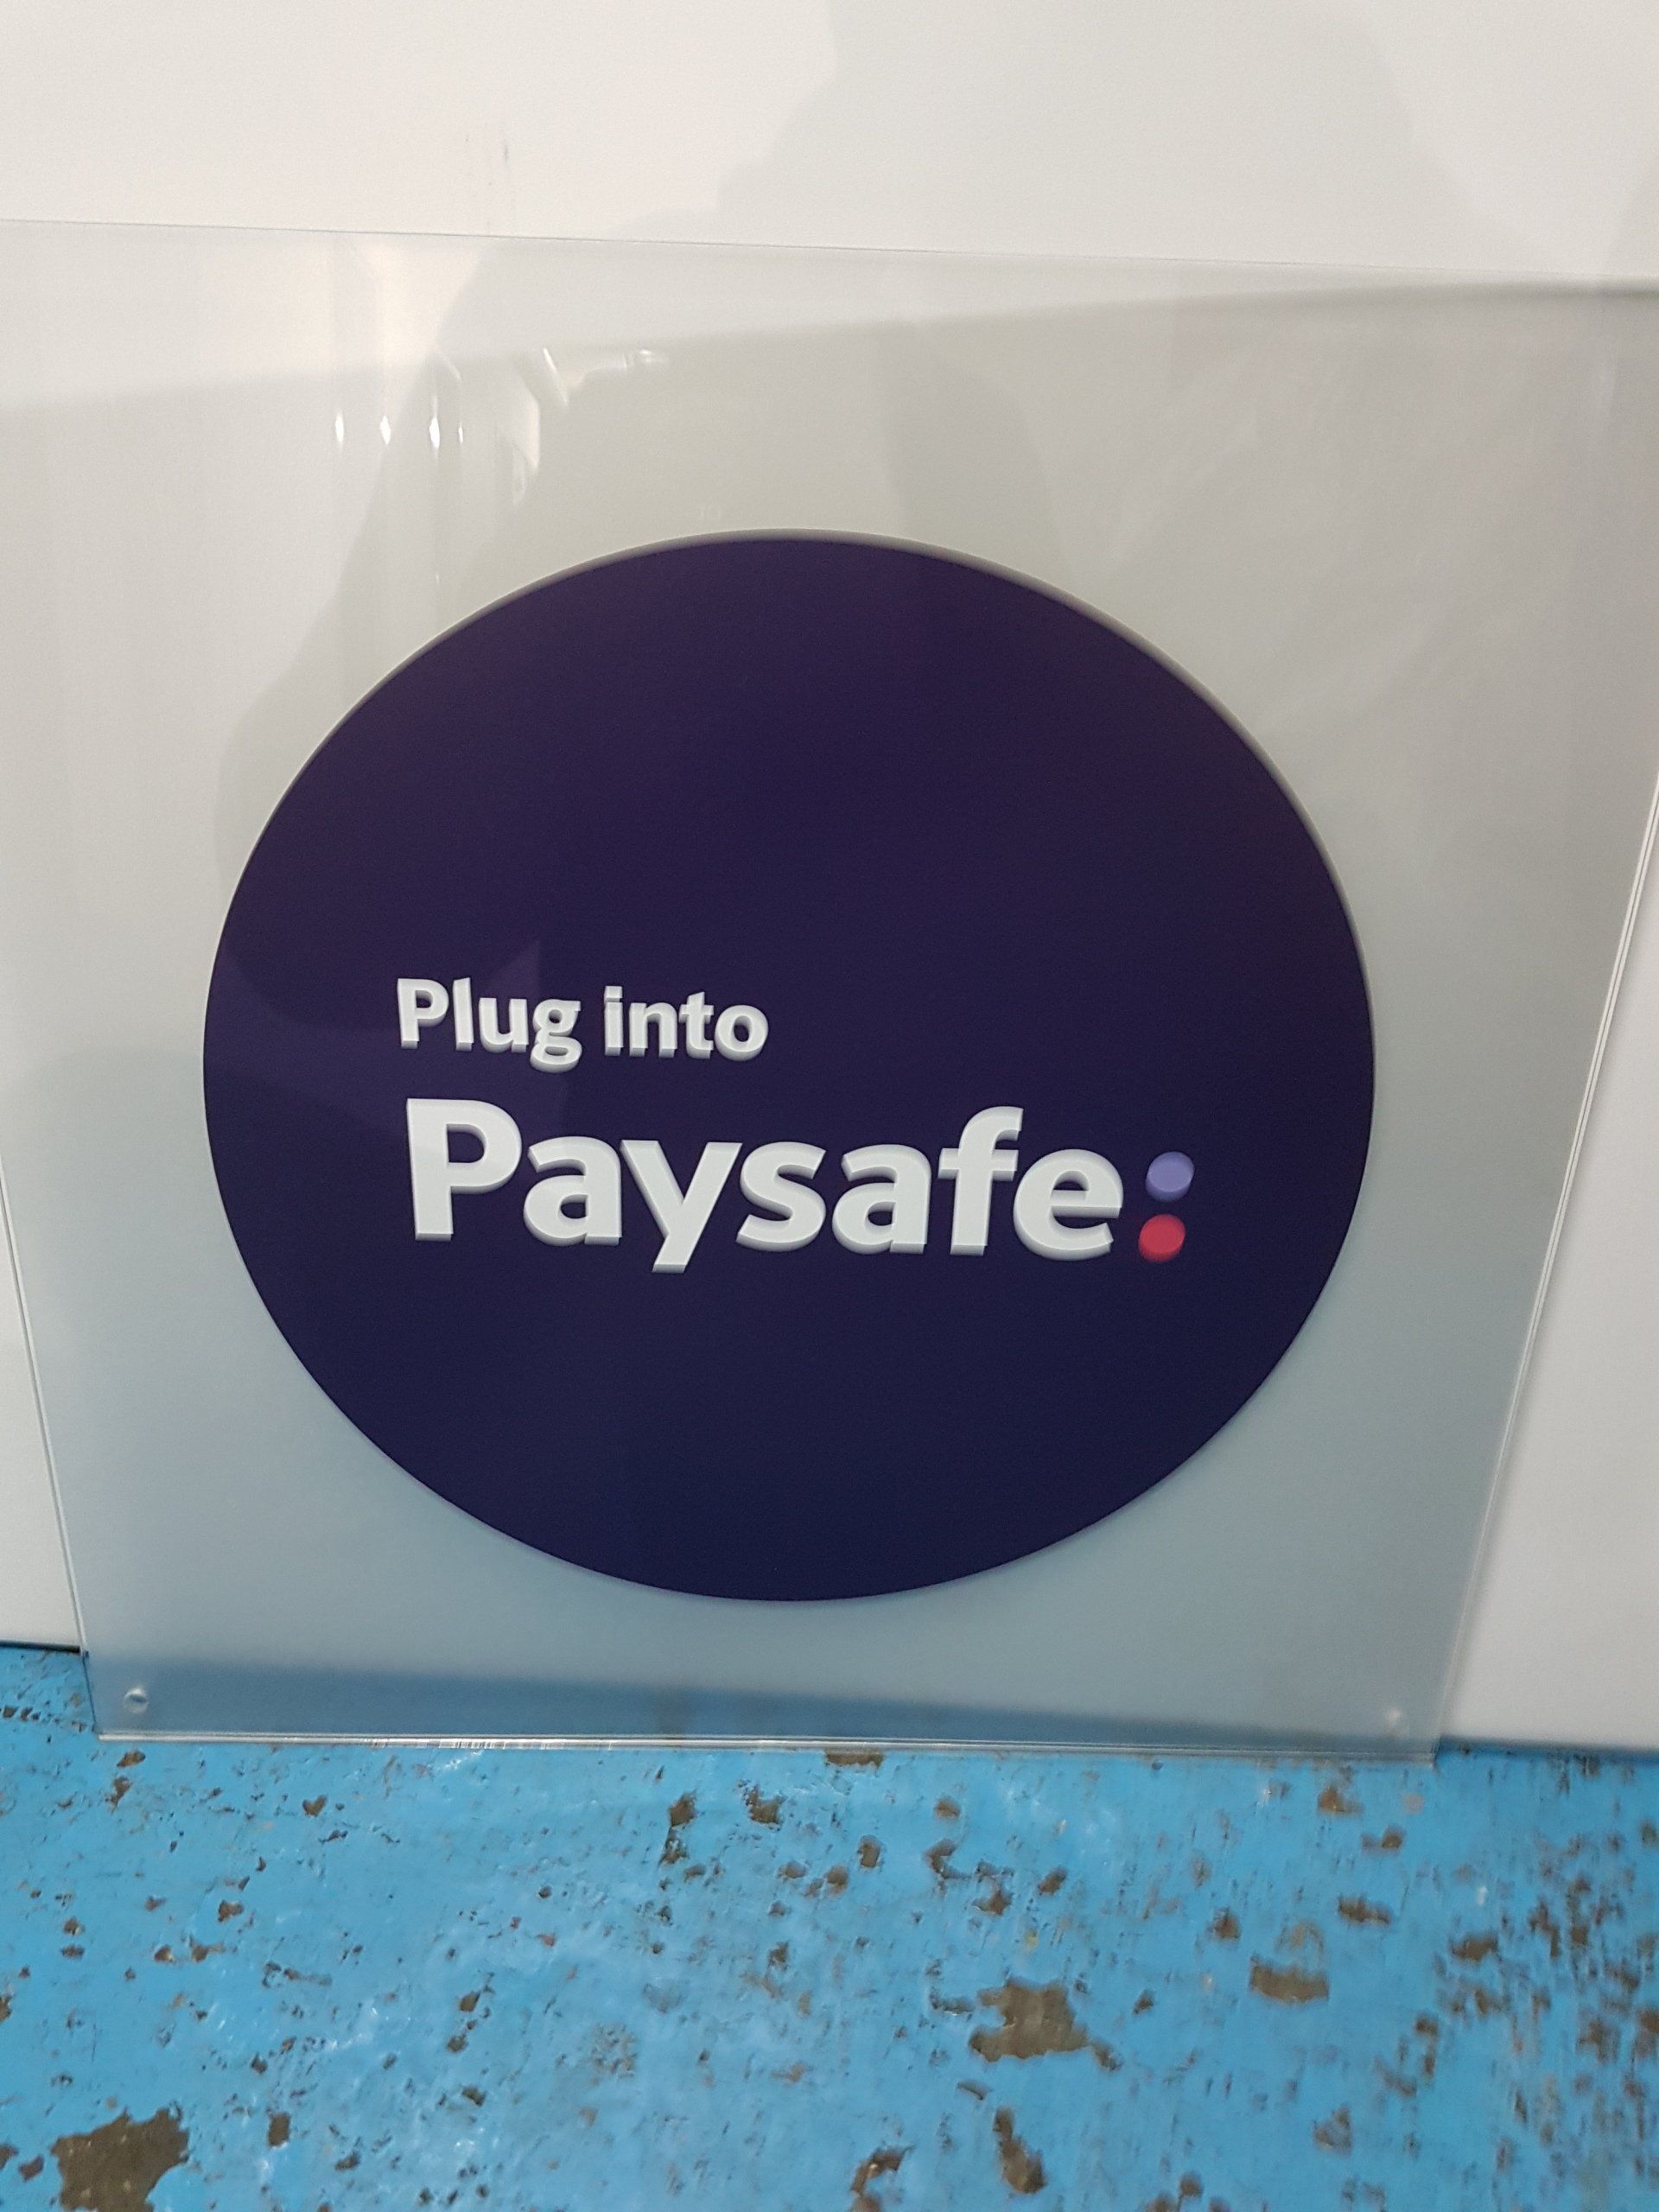 Plug into
Paysafe: